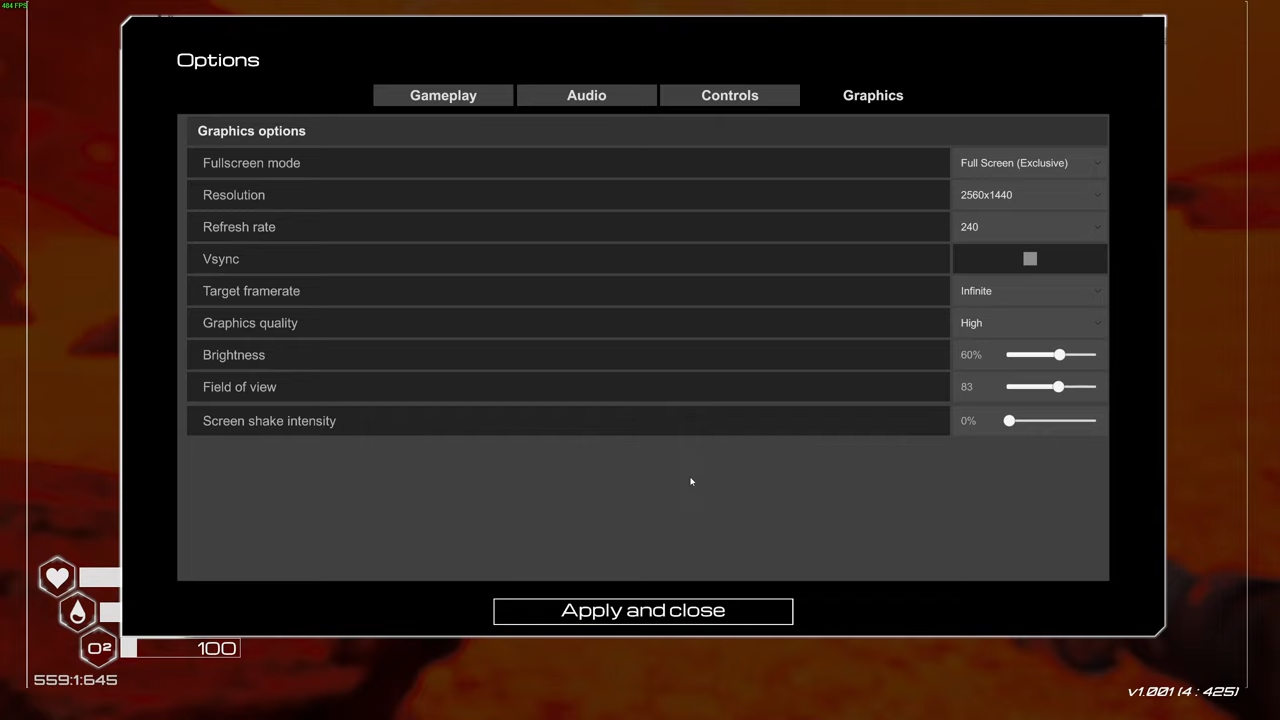 484 FPS
Options
Gameplay Audio Controls Graphics
Graphics options
Fullscreen mode Full Screen (Exclusive)
Resolution 2560x1440
Refresh rate 240
Vsync
Target framerate Infinite
Graphics quality High
Brightness 60%
Field of view 83
Screen shake intensity 0%
Apply and close
O2 100
559:1:645
v1.001 (4 : 425)